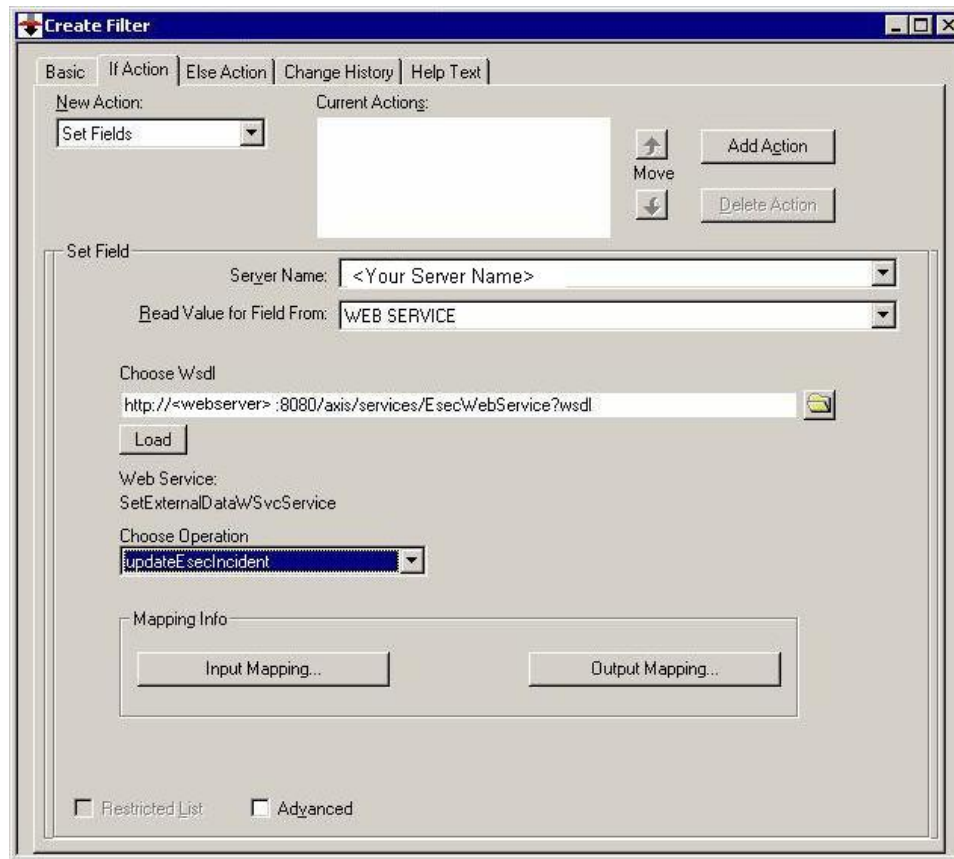 Create Filter
Basic If Action Else Action Change History Help Text
New Action: Current Actions:
Set Fields
Add Action
Move
Delete Action
Set Field
Server Name: <Your Server Name>
Read Value for Field From: WEB SERVICE
Choose Wsdl
http://<webserver> :8080/axis/services/EsecWebService?wsdl
Load
Web Service:
SetExternalDataWSvcService
Choose Operation
updateEsecIncident
Mapping Info
Input Mapping... Output Mapping...
Restricted List Advanced